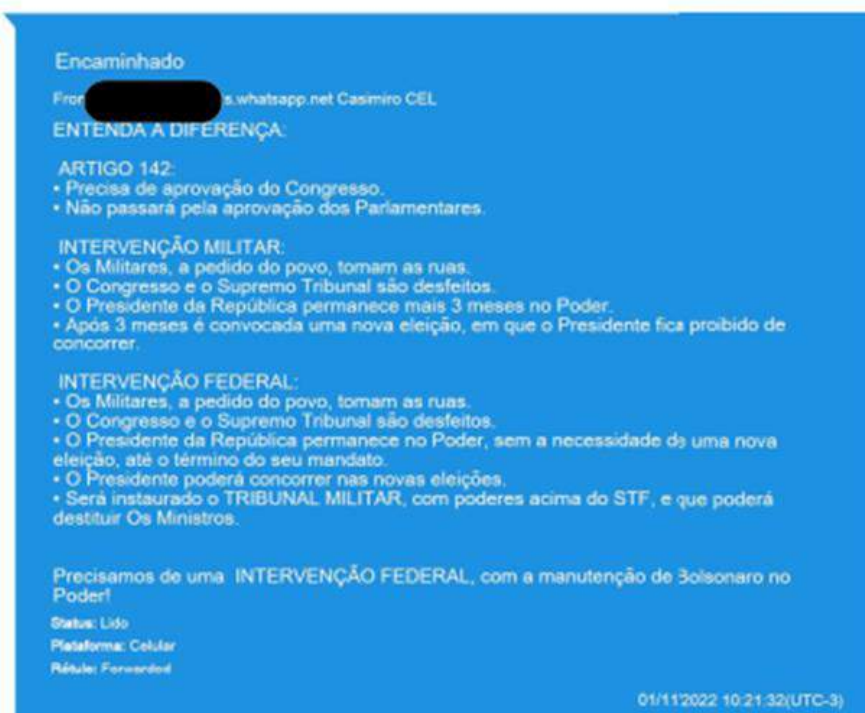 Encaminhado
From s.whatsapp.net Casimiro CEL
ENTENDA A DIFERENÇA:
ARTIGO 142:
• Precisa de aprovação do Congresso.
• Não passará pela aprovação dos Parlamentares.
INTERVENÇÃO MILITAR:
• Os Militares, a pedido do povo, tomam as ruas.
• O Congresso e o Supremo Tribunal são desfeitos.
• O Presidente da República permanece mais 3 meses no Poder.
• Após 3 meses é convocada uma nova eleição, em que o Presidente fica proibido de
concorrer.
INTERVENÇÃO FEDERAL:
• Os Militares, a pedido do povo, tomam as ruas.
• O Congresso e o Supremo Tribunal são desfeitos.
• O Presidente da República permanece no Poder, sem a necessidade de uma nova
eleição, até o término do seu mandato.
• O Presidente poderá concorrer nas novas eleições.
• Será instaurado o TRIBUNAL MILITAR, com poderes acima do STF, e que poderá
destituir Os Ministros.
Precisamos de uma INTERVENÇÃO FEDERAL, com a manutenção de Bolsonaro no
Poder!
Status: Lido
Plataforma: Celular
Rótulo: Forwarded
01/11/2022 10:21:32(UTC-3)